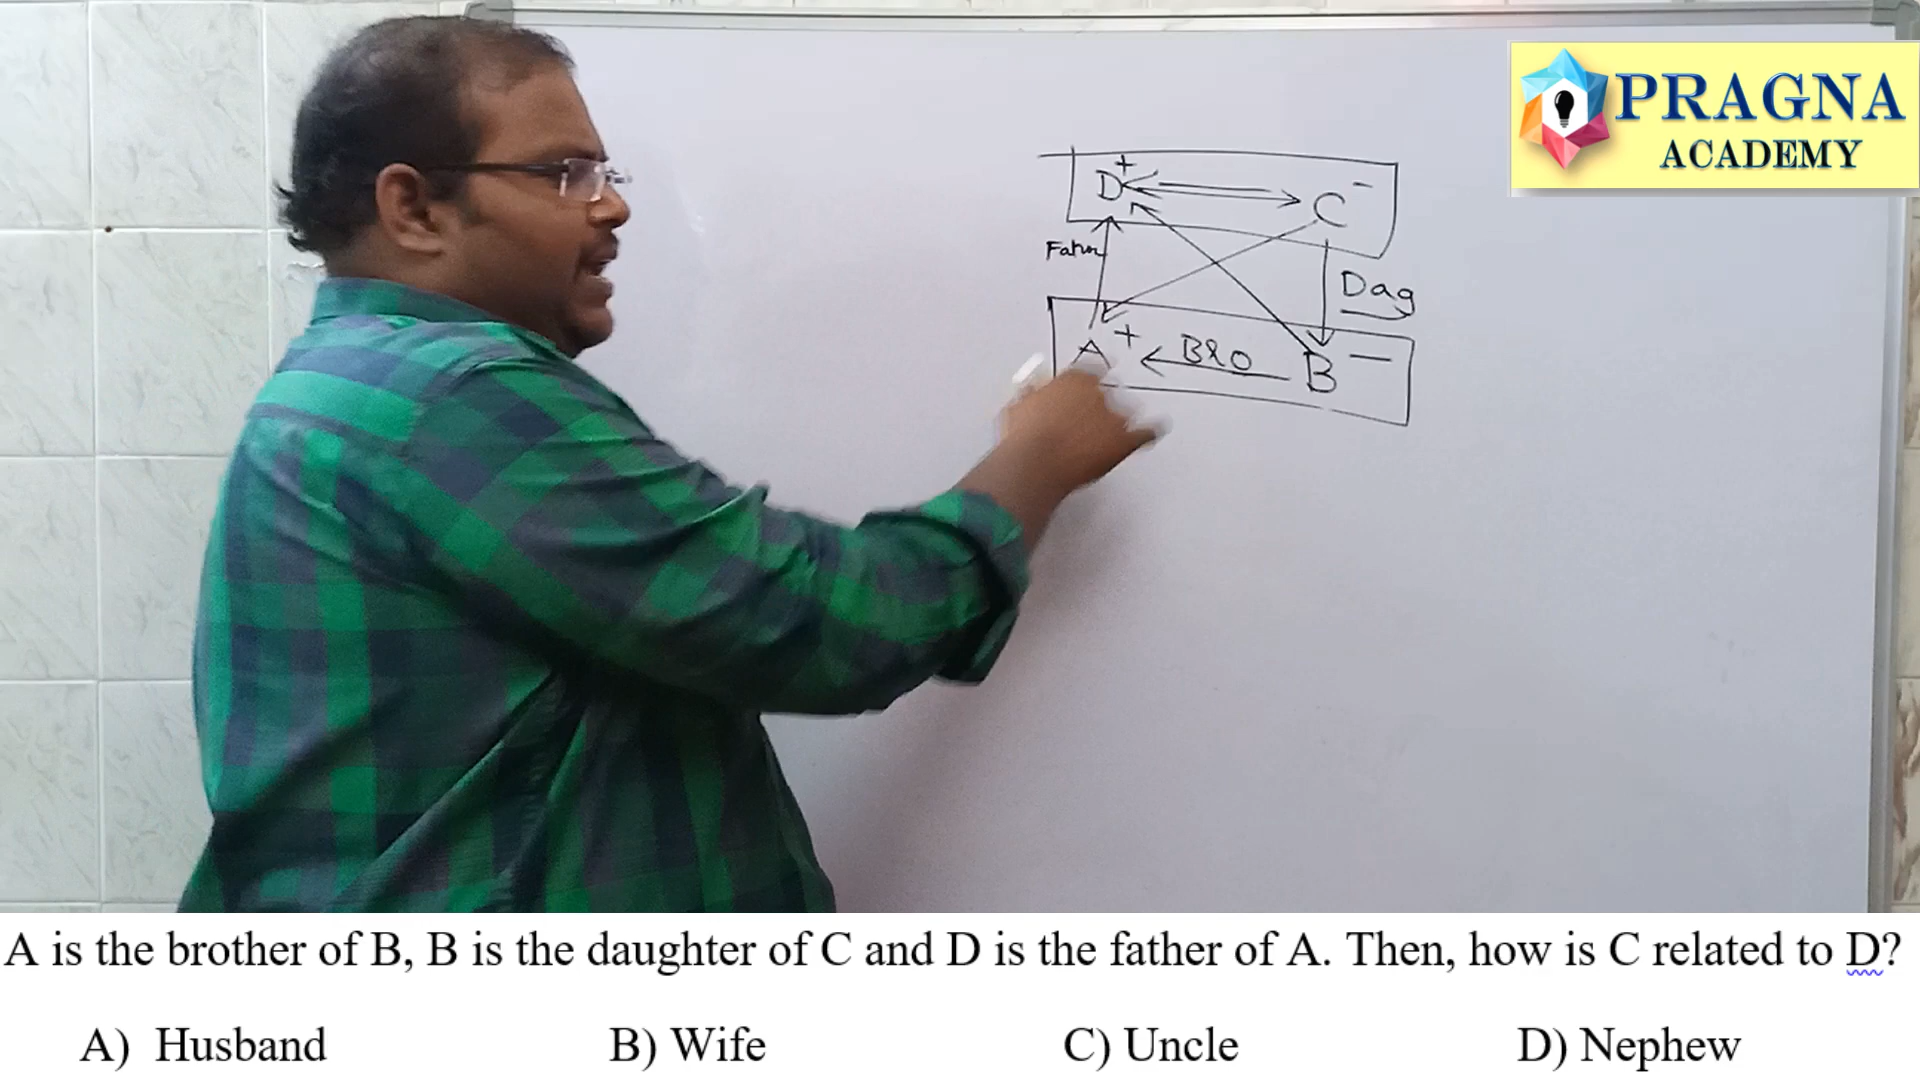 PRAGNA
ACADEMY
D+ C -
Dag
A + BRO B -
A is the brother of B, B is the daughter of C and D is the father of A. Then, how is C related to D?
A) Husband B) Wife C) Uncle D) Nephew